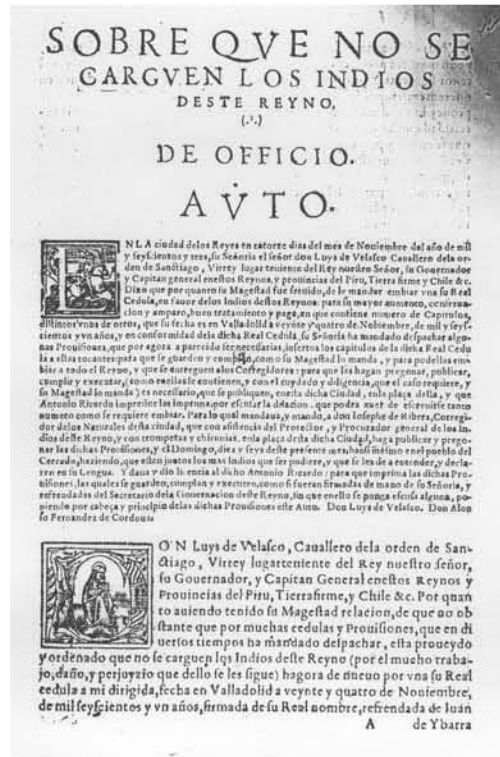 SOBRE QVE NO SE
CARGVEN LOS INDIOS
DESTE REYNO,
(.?.)
DE OFFICIO.
AVTO.
EN LA ciudad delos Reyes en catorze dias del mes de Nouiembre del año de mil
y seyscientos y tres, su Señoria el señor don Luys de Velasco Cauallero dela or-
den de Sanctiago, Virrey lugar teniente del Rey nuestro Señor, su Gouernador
y Capitan general enestos Reynos, y prouincias del Piru, Tierra firme y Chile &c.
Dixo que por quanto su Magestad fue seruido, de le mandar embiar vna su Real
Cedula, en fauor delos Indios destos Reynos: para su mayor aumento, conserua-
cion y amparo, buen tratamiento y paga, en que contiene numero de Capitulos,
distinctos vnos de otros, que su fecha es en Valladolid a veynte y quatro de Nobiembre, de mil y seys-
cientos y vn años, y en conformidad dela dicha Real Cedula, su Señoria ha mandado despachar algu-
nas Prouisiones, que por agora a parecido ser necesarias, insertos los capitulos de la dicha Real Cedu
la a estas tocantes: para que se guarden y cumplan, como su Magestad lo manda, y para podellas em-
biar a todo el Reyno, y que se entreguen a los Corregidores: para que las hagan pregonar, publicar,
cumplir y executar, (como en ellas se contienen, y con el cuydado y diligencia, que el caso requiere, y
su Magestad lo manda) es necesario, que se publiquen, enesta dicha Ciudad, enla plaça della, y que
Antonio Ricardo impresor las imprima, por escusar la dilacion, que podra auer de escreuirse tanto
numero como se requiere embiar. Para lo qual mandaua, y mando, a don Iosephe de Ribera, Corregi-
dor delos Naturales desta ciudad, que con asistencia del Protector, y Procurador general de los In-
dios deste Reyno, y con trompetas y chirimias, enla plaça desta dicha Ciudad, haga publicar y prego-
nar las dichas Prouisiones, y el Domingo, diez y seys deste presente mes, haga lo mismo enel pueblo del
Cercado, haziendo, que esten juntos los mas Indios que ser pudiere, y que se les de a entender, y decla-
ren en su Lengua. Y daua y dio licencia al dicho Antonio Ricardo: para que imprima las dichas Pro-
uisiones, las quales se guarden, cumplan y executen, como si fueran firmadas de mano de su Señoria, y
refrendadas del Secretario dela Gouernacion deste Reyno, sin que enello se ponga escusa alguna, po-
niendo por cabeça y principio delas dichas Prouisiones este Auto. Don Luys de Velasco. Don Alon
so Fernandez de Cordoua.
DON Luys de Velasco, Cauallero dela orden de San-
ctiago, Virrey lugarteniente del Rey nuestro señor,
su Gouernador, y Capitan General enestos Reynos y
Prouincias del Piru, Tierrafirme, y Chile &c. Por quan
to auiendo tenido su Magestad relacion, de que no ob
stante que por muchas cedulas y Prouisiones, que en di
uersos tiempos ha mandado despachar, esta proueydo
y ordenado que no se carguen los Indios deste Reyno (por el mucho traba-
jo, daño, y perjuyzio que dello se les sigue) hagora de nueuo por vna su Real
cedula a mi dirigida, fecha en Valladolid a veynte y quatro de Nouiembre,
de mil seyscientos y vn años, firmada de su Real nombre, refrendada de Iuan
A de Ybarra